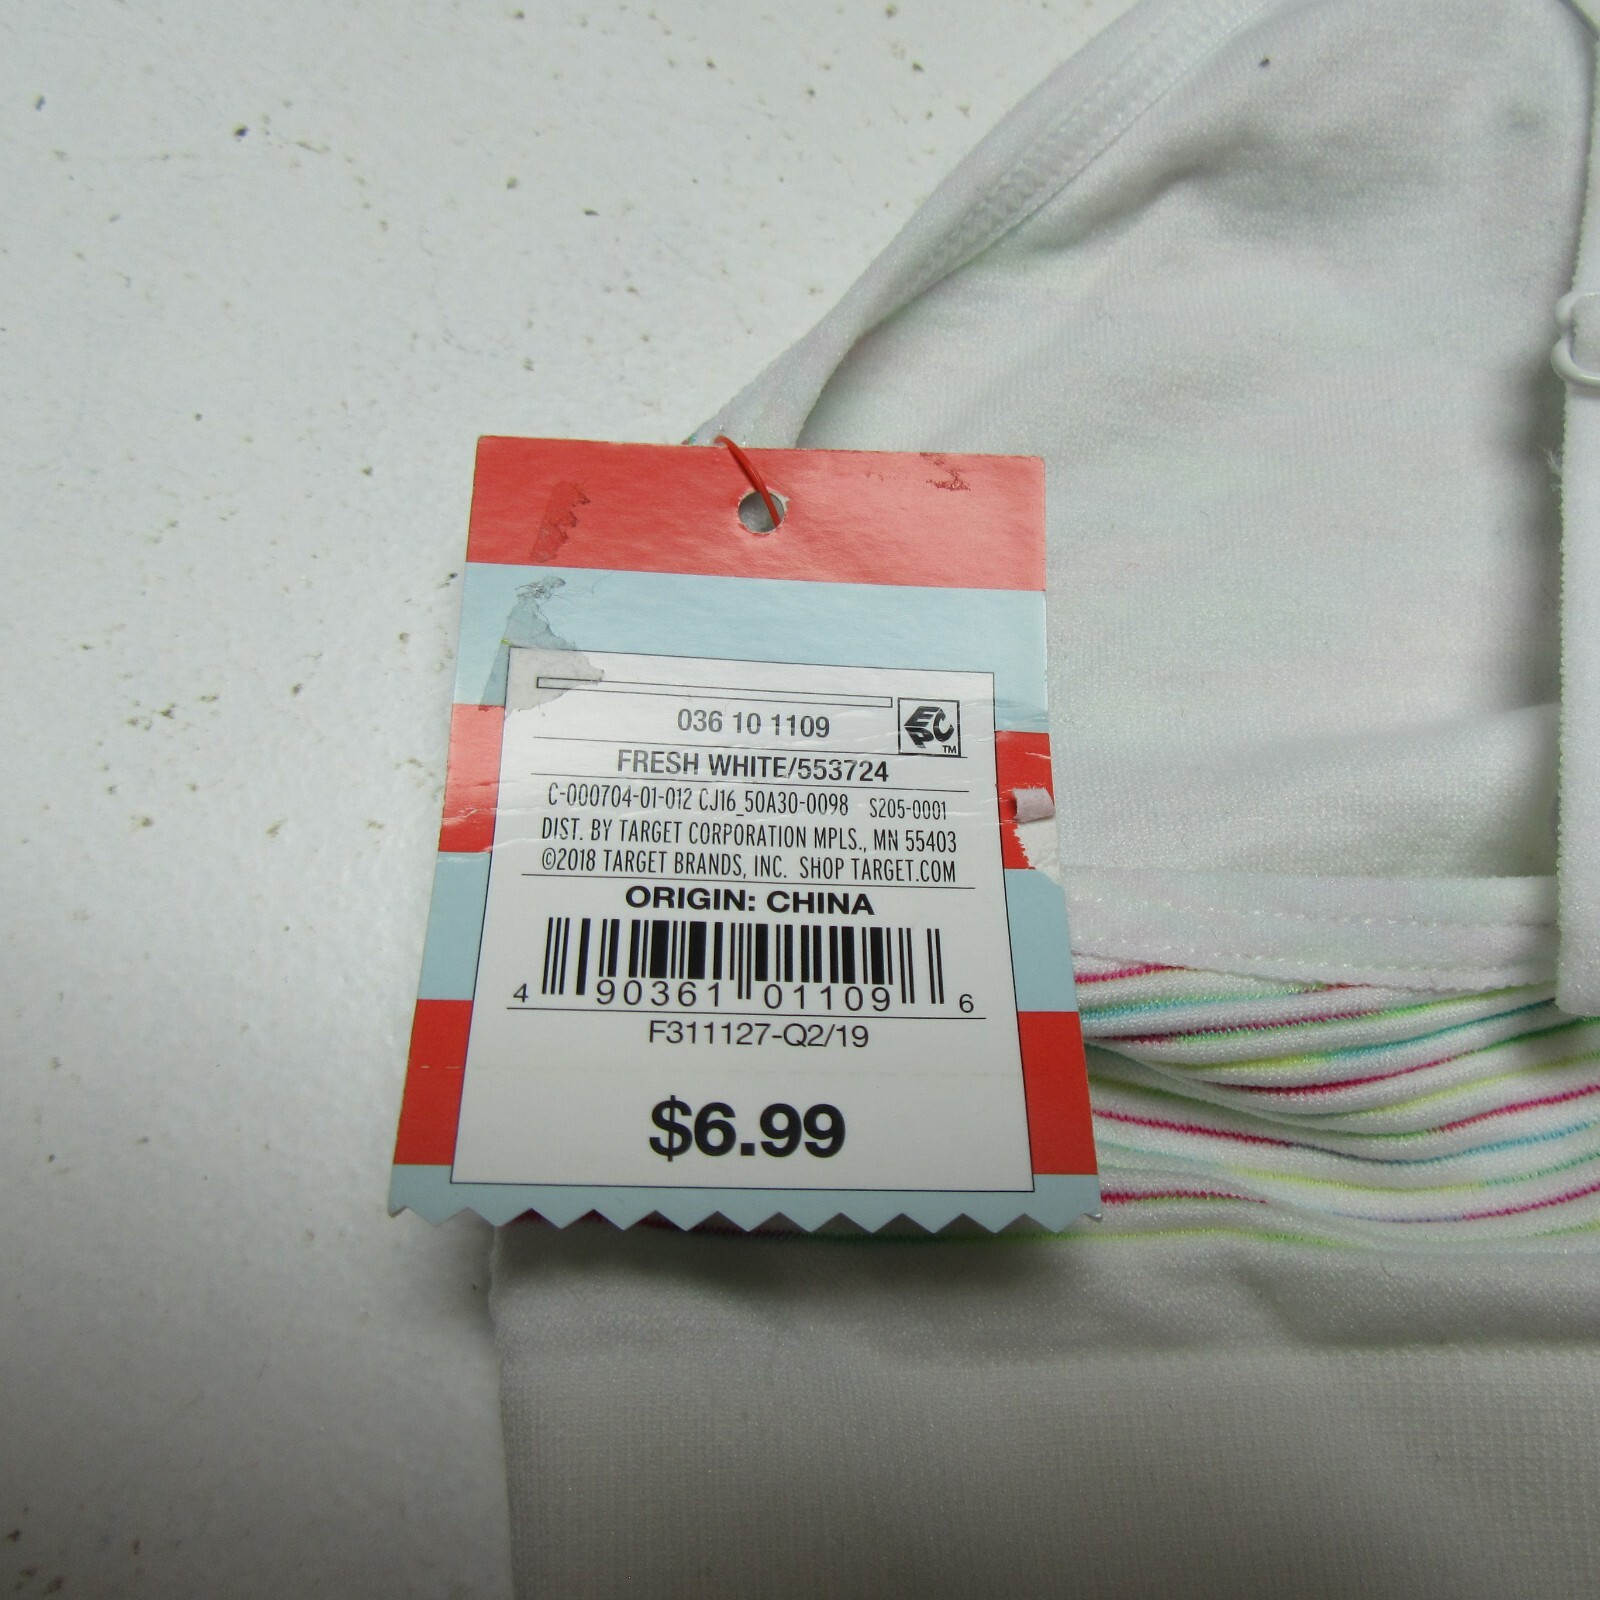 036 10 1109
EPC
TM
FRESH WHITE/553724
C-000704-01-012 CJ16_50A30-0098 S205-0001
DIST. BY TARGET CORPORATION MPLS., MN 55403
©2018 TARGET BRANDS, INC. SHOP TARGET.COM
ORIGIN: CHINA
4 90361 01109 6
F311127-Q2/19
$6.99